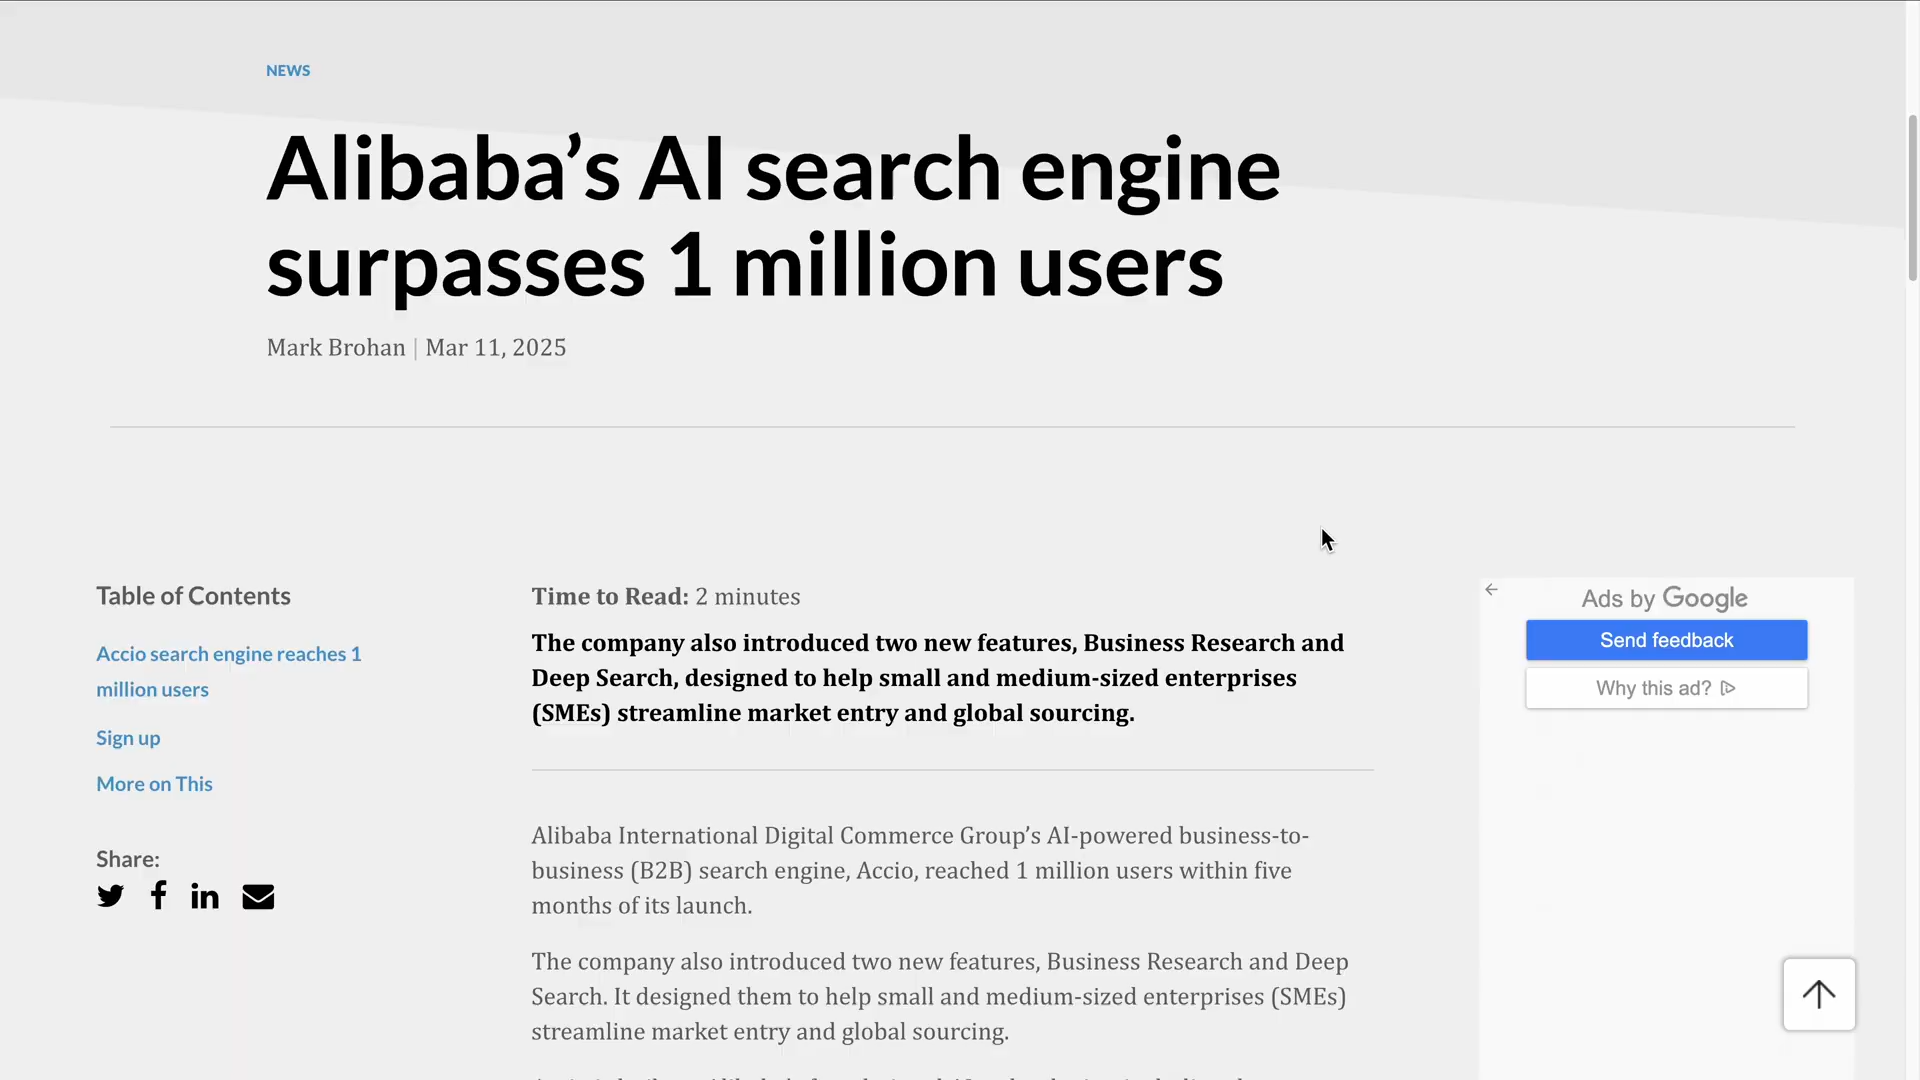 NEWS
Alibaba’s AI search engine
surpasses 1 million users
Mark Brohan | Mar 11, 2025
Table of Contents
Accio search engine reaches 1
million users
Sign up
More on This
Share:
Time to Read: 2 minutes
The company also introduced two new features, Business Research and
Deep Search, designed to help small and medium-sized enterprises
(SMEs) streamline market entry and global sourcing.
Alibaba International Digital Commerce Group’s AI-powered business-to-
business (B2B) search engine, Accio, reached 1 million users within five
months of its launch.
The company also introduced two new features, Business Research and Deep
Search. It designed them to help small and medium-sized enterprises (SMEs)
streamline market entry and global sourcing.
Ads by Google
Send feedback
Why this ad?